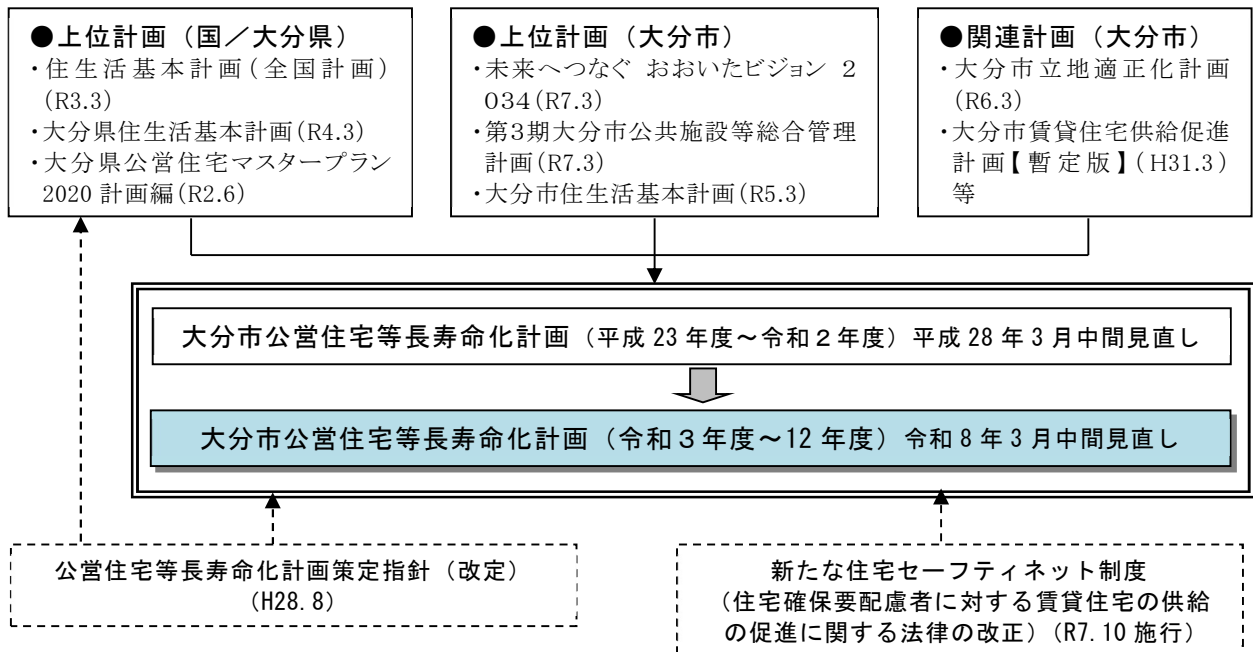 ●上位計画（国／大分県）
・住生活基本計画（全国計画）
(R3.3)
・大分県住生活基本計画(R4.3)
・大分県公営住宅マスタープラン
2020 計画編(R2.6)
●上位計画（大分市）
・未来へつなぐ おおいたビジョン ２
０３４(R7.3)
・第３期大分市公共施設等総合管理
計画(R7.3)
・大分市住生活基本計画(R5.3)
●関連計画（大分市）
・大分市立地適正化計画
(R6.3)
・大分市賃貸住宅供給促進
計画【暫定版】(H31.3)
等
大分市公営住宅等長寿命化計画（平成 23 年度～令和２年度）平成 28 年 3 月中間見直し
大分市公営住宅等長寿命化計画（令和３年度～12 年度）令和 8 年 3 月中間見直し
公営住宅等長寿命化計画策定指針（改定）
(H28.8)
新たな住宅セーフティネット制度
（住宅確保要配慮者に対する賃貸住宅の供給
の促進に関する法律の改正）(R7.10 施行)